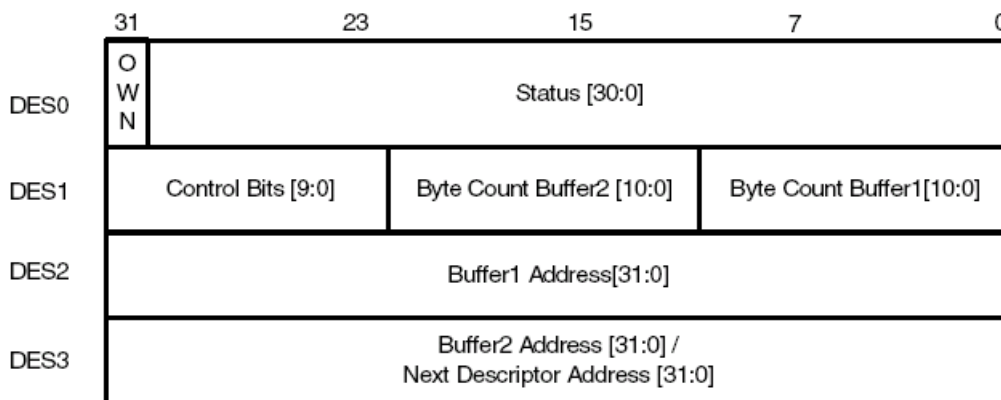 31 23 15 7 0
DES0
O
W
N
Status [30:0]
DES1
Control Bits [9:0]
Byte Count Buffer2 [10:0]
Byte Count Buffer1[10:0]
DES2
Buffer1 Address[31:0]
DES3
Buffer2 Address [31:0] /
Next Descriptor Address [31:0]